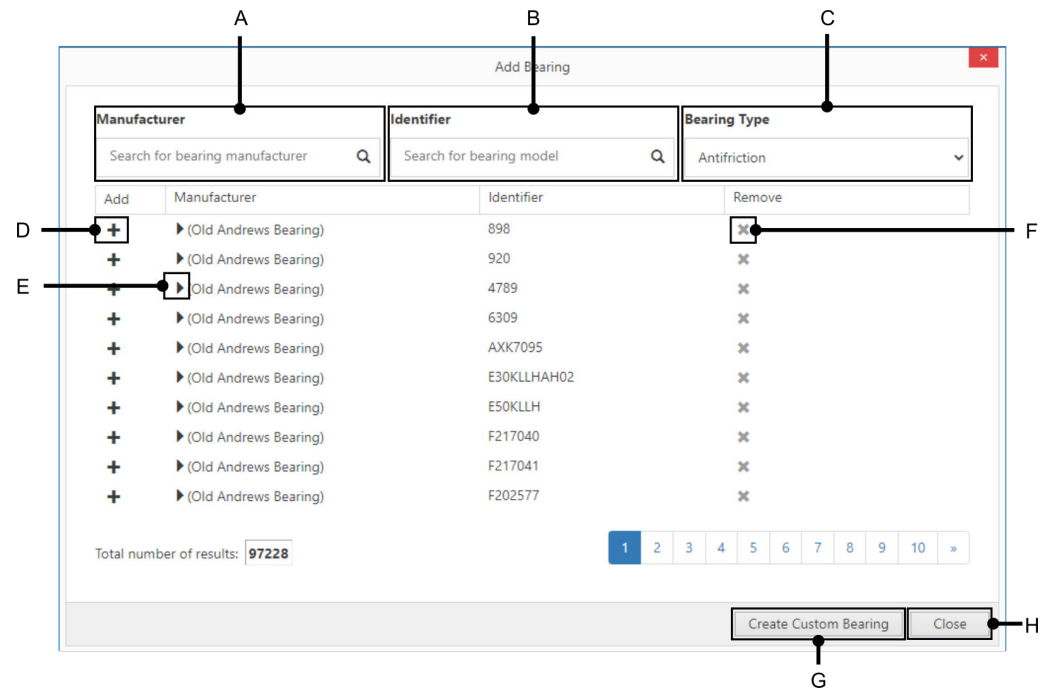 A B C
Add Bearing ×
Manufacturer Identifier Bearing Type
Search for bearing manufacturer Search for bearing model Antifriction
Add Manufacturer Identifier Remove
D (Old Andrews Bearing) 898 F
(Old Andrews Bearing) 920
E (Old Andrews Bearing) 4789
(Old Andrews Bearing) 6309
(Old Andrews Bearing) AXK7095
(Old Andrews Bearing) E30KLLHAH02
(Old Andrews Bearing) E50KLLH
(Old Andrews Bearing) F217040
(Old Andrews Bearing) F217041
(Old Andrews Bearing) F202577
Total number of results: 97228 1 2 3 4 5 6 7 8 9 10 »
Create Custom Bearing Close H
G